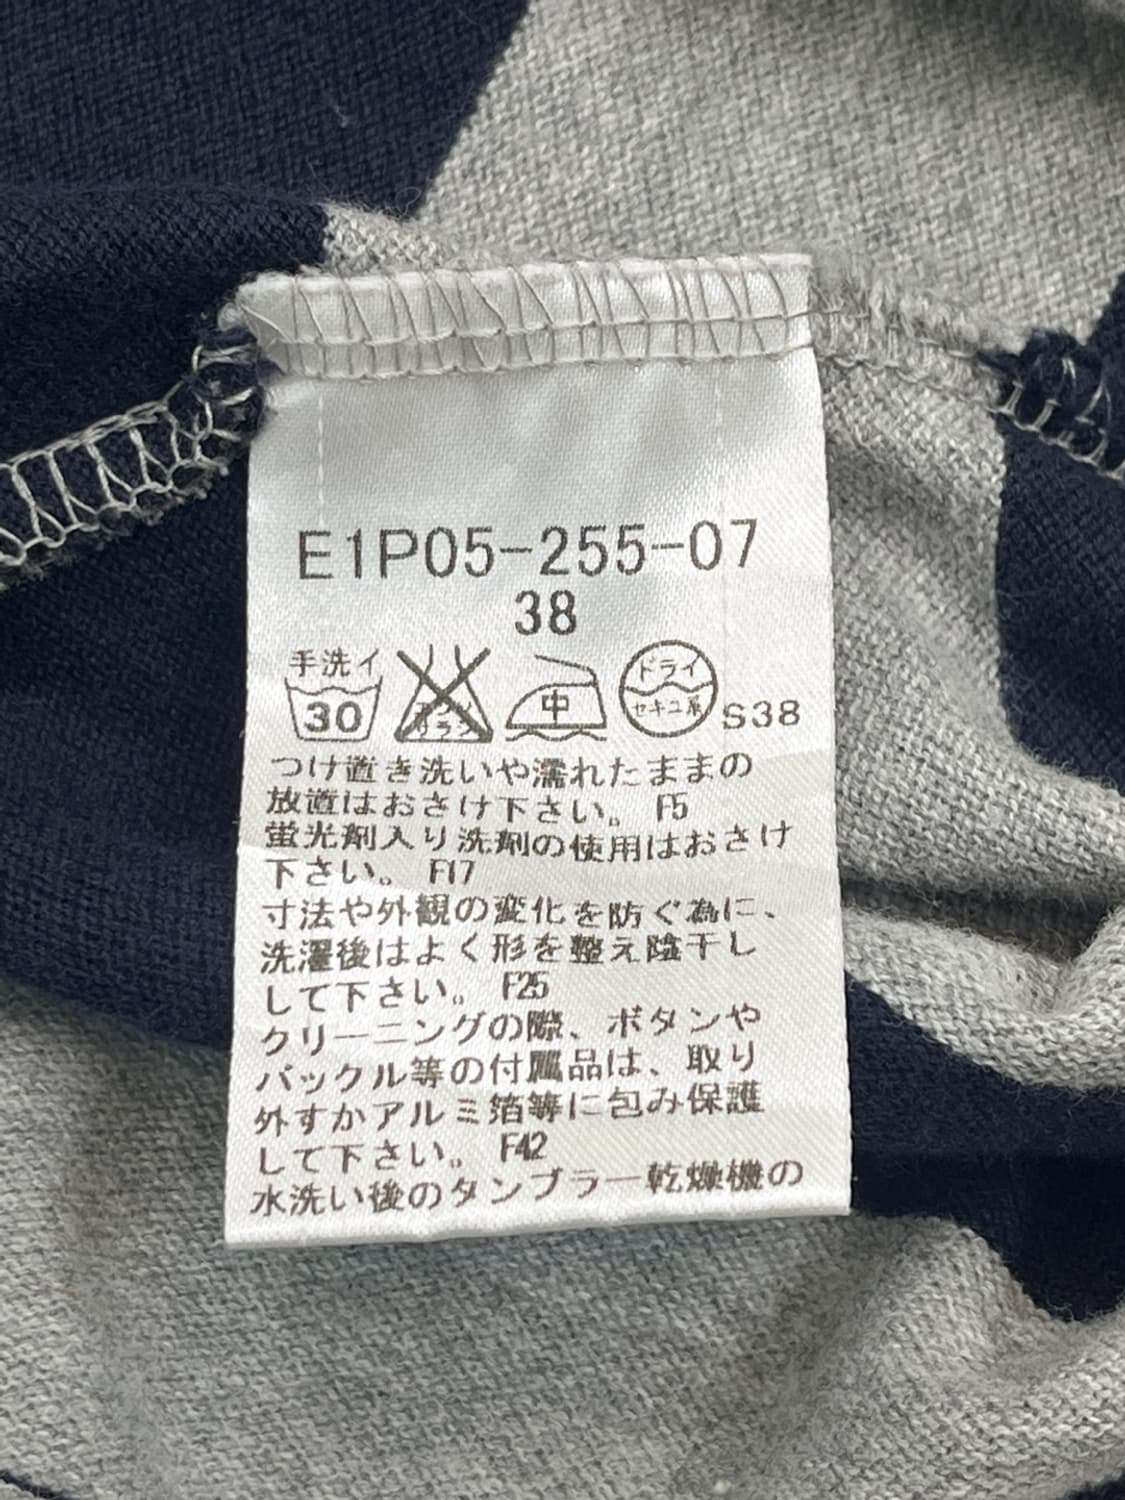 E1P05-255-07
38
手洗イ
30
中
ドライ
セキユ系
S38
つけ置き洗いや濡れたままの
放置はおさけ下さい。 F5
蛍光剤入り洗剤の使用はおさけ
下さい。 F17
寸法や外観の変化を防ぐ為に、
洗濯後はよく形を整え陰干し
して下さい。 F25
クリーニングの際、ボタンや
バックル等の付属品は、取り
外すかアルミ箔等に包み保護
して下さい。 F42
水洗い後のタンブラー乾燥機の